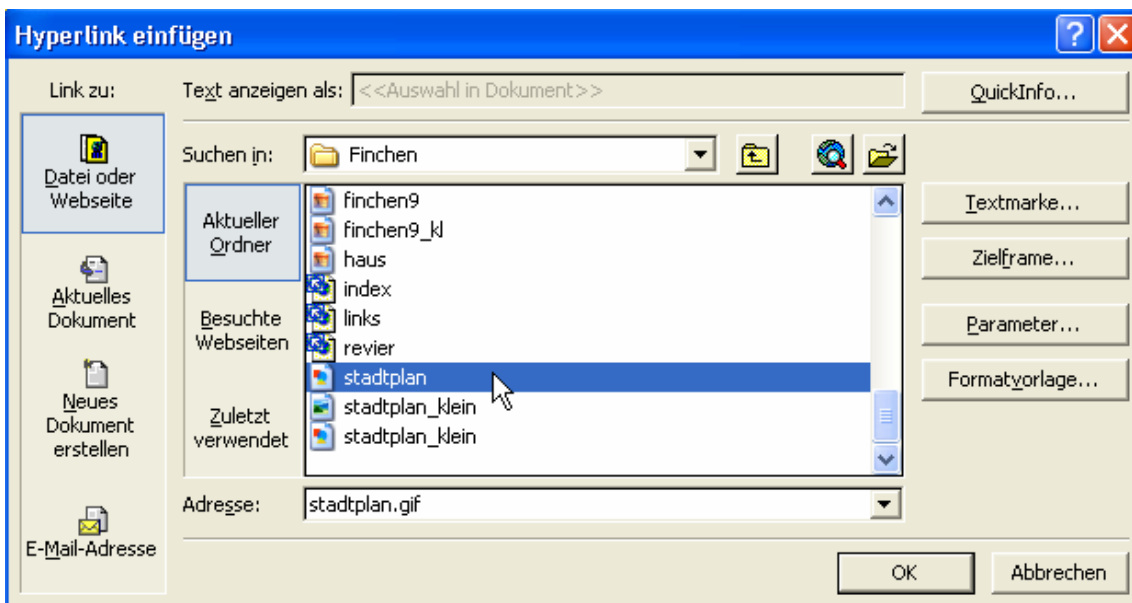 Hyperlink einfügen
Link zu:
Text anzeigen als: <<Auswahl in Dokument>>
QuickInfo...
Datei oder
Webseite
Aktuelles
Dokument
Neues
Dokument
erstellen
E-Mail-Adresse
Suchen in: Finchen
Aktueller
Ordner
Besuchte
Webseiten
Zuletzt
verwendet
finchen9
finchen9_kl
haus
index
links
revier
stadtplan
stadtplan_klein
stadtplan_klein
Textmarke...
Zielframe...
Parameter...
Formatvorlage...
Adresse: stadtplan.gif
OK
Abbrechen